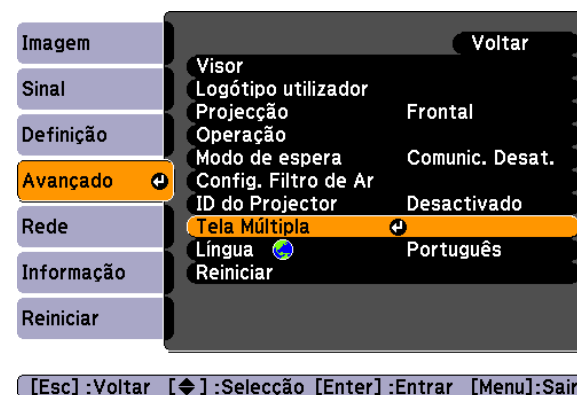 Imagem
Sinal
Definição
Avançado
Rede
Informação
Reiniciar
Voltar
Visor
Logótipo utilizador
Projecção Frontal
Operação
Modo de espera Comunic. Desat.
Config. Filtro de Ar
ID do Projector Desactivado
Tela Múltipla
Língua Português
Reiniciar
[Esc] :Voltar [◆] :Selecção [Enter] :Entrar [Menu]:Sair